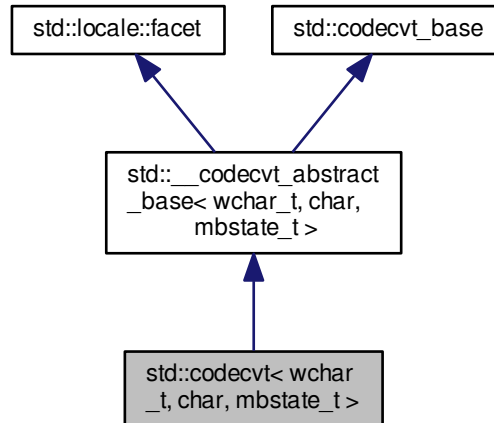 std::locale::facet
std::codecvt_base
std::__codecvt_abstract
_base< wchar_t, char,
mbstate_t >
std::codecvt< wchar
_t, char, mbstate_t >